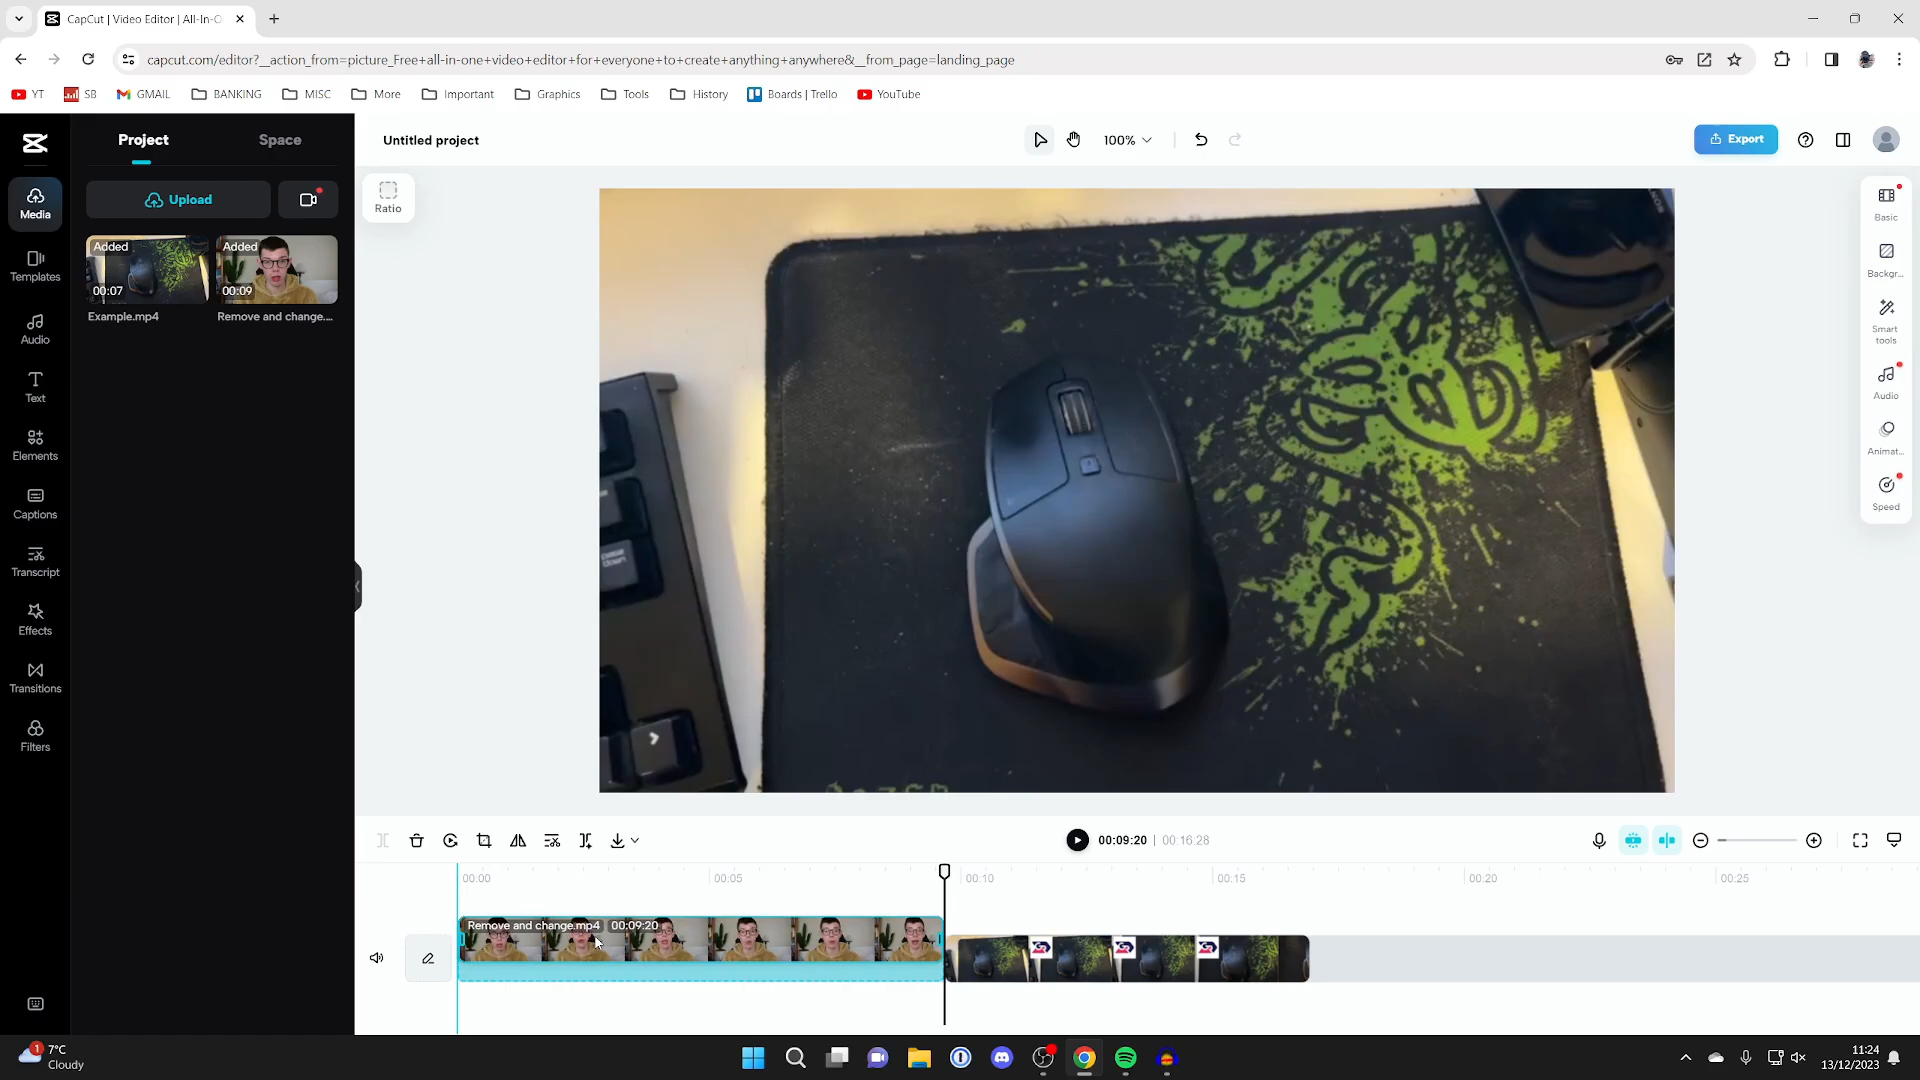 CapCut | Video Editor | All-In-O
capcut.com/editor?__action_from=picture_Free+all-in-one+video+editor+for+everyone+to+create+anything+anywhere&__from_page=landing_page
YT
SB
GMAIL
BANKING
MISC
More
Important
Graphics
Tools
History
Boards | Trello
YouTube
Project
Space
Untitled project
100%
Export
Media
Upload
Ratio
Added
00:07
Example.mp4
Added
00:09
Remove and change....
Templates
Audio
Text
Elements
Captions
Transcript
Effects
Transitions
Filters
Basic
Backgr...
Smart
tools
Audio
Animat...
Speed
00:09:20 | 00:16:28
00:00
00:05
00:10
00:15
00:20
00:25
Remove and change.mp4 00:09:20
1
7°C
Cloudy
11:24
13/12/2023